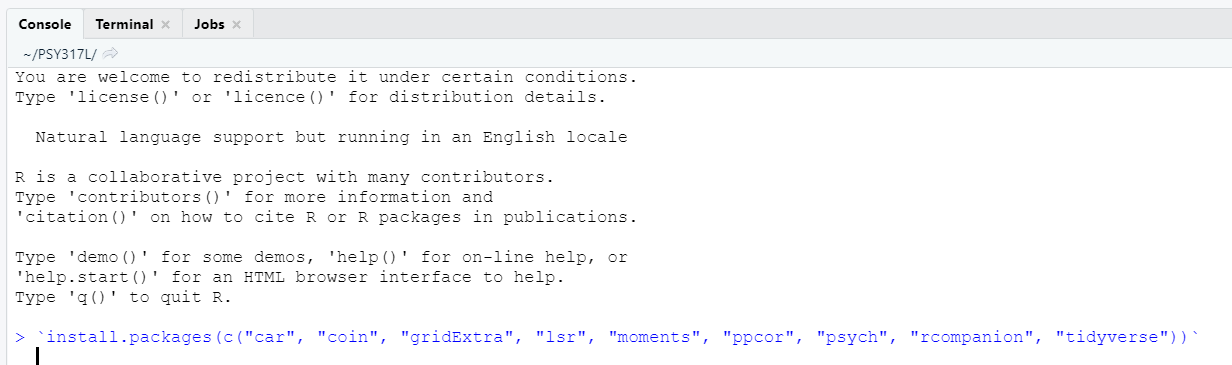 Console Terminal Jobs
~/PSY317L/
You are welcome to redistribute it under certain conditions.
Type 'license()' or 'licence()' for distribution details.
Natural language support but running in an English locale
R is a collaborative project with many contributors.
Type 'contributors()' for more information and
'citation()' on how to cite R or R packages in publications.
Type 'demo()' for some demos, 'help()' for on-line help, or
'help.start()' for an HTML browser interface to help.
Type 'q()' to quit R.
> `install.packages(c("car", "coin", "gridExtra", "lsr", "moments", "ppcor", "psych", "rcompanion", "tidyverse"))`